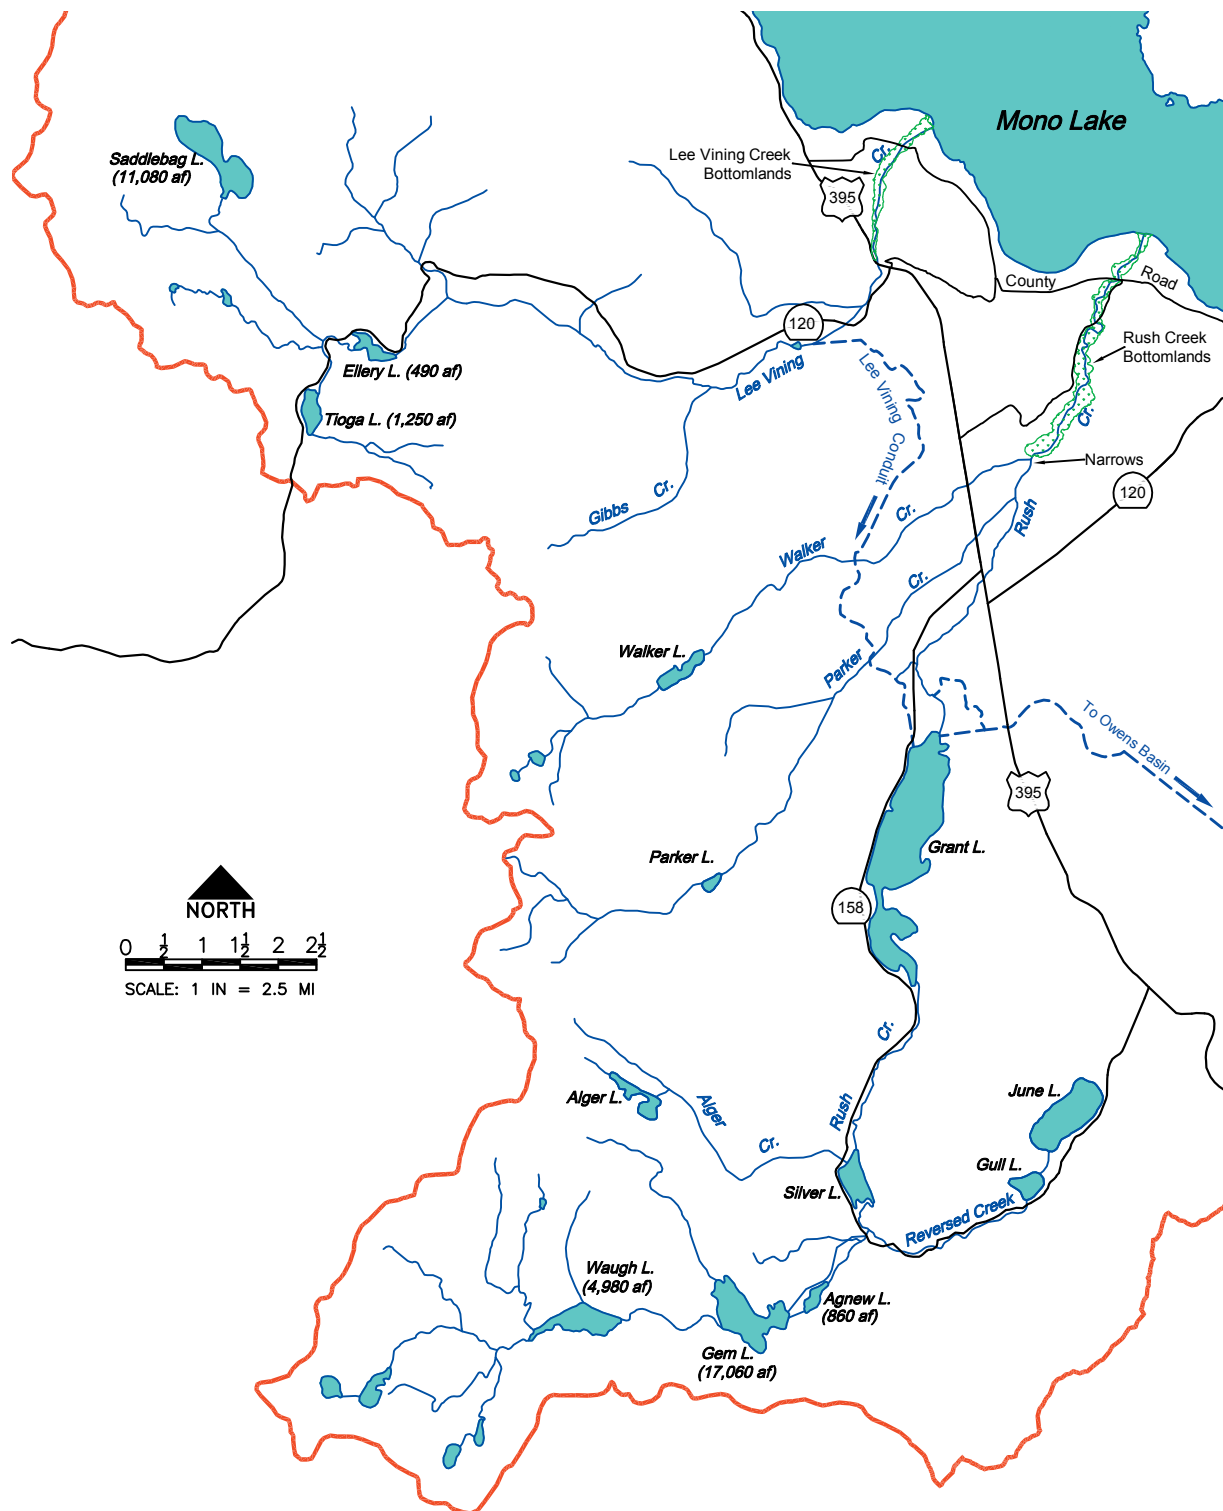 Mono Lake
Saddlebag L.
(11,080 af)
Lee Vining Creek
Bottomlands
Cr.
395
County
Road
120
Rush Creek
Bottomlands
Ellery L. (490 af)
Lee Vining
Lee Vining Conduit
Tioga L. (1,250 af)
Cr.
Narrows
120
Gibbs Cr.
Walker Cr.
Rush
Parker Cr.
Walker L.
To Owens Basin
395
Parker L.
Grant L.
158
NORTH
0 1/2 1 1 1/2 2 2 1/2
SCALE: 1 IN = 2.5 MI
Alger L.
Alger Cr.
Rush Cr.
June L.
Gull L.
Silver L.
Reversed Creek
Waugh L.
(4,980 af)
Agnew L.
(860 af)
Gem L.
(17,060 af)